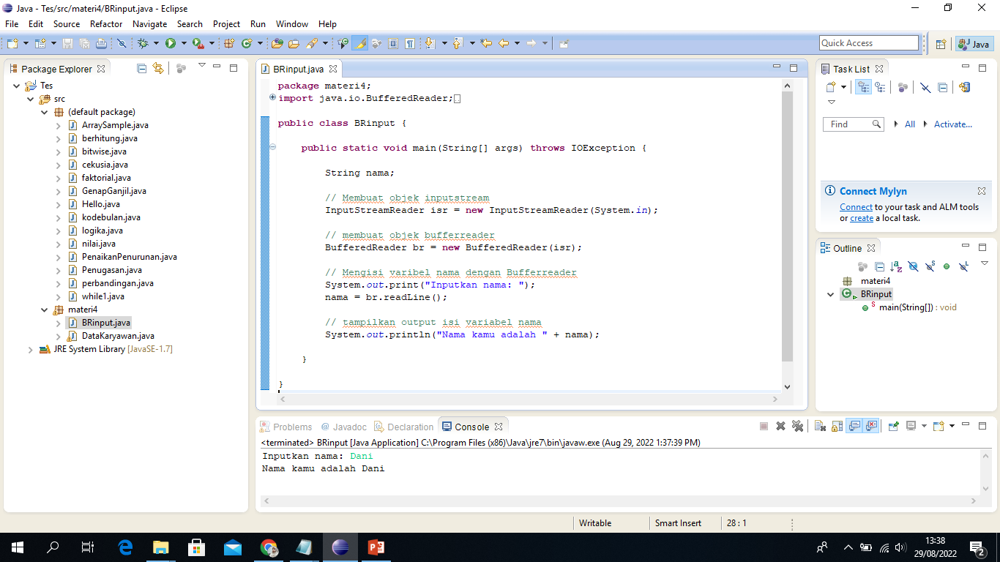 Java - Tes/src/materi4/BRinput.java - Eclipse
File Edit Source Refactor Navigate Search Project Run Window Help
Quick Access
Java
Package Explorer
Tes
src
(default package)
ArraySample.java
berhitung.java
bitwise.java
cekusia.java
faktorial.java
GenapGanjil.java
Hello.java
kodebulan.java
logika.java
nilai.java
PenaikanPenurunan.java
Penugasan.java
perbandingan.java
while1.java
materi4
BRinput.java
DataKaryawan.java
JRE System Library [JavaSE-1.7]
BRinput.java
package materi4;
import java.io.BufferedReader;
public class BRinput {
public static void main(String[] args) throws IOException {
String nama;
// Membuat objek inputstream
InputStreamReader isr = new InputStreamReader(System.in);
// membuat objek bufferreader
BufferedReader br = new BufferedReader(isr);
// Mengisi varibel nama dengan Bufferreader
System.out.print("Inputkan nama: ");
nama = br.readLine();
// tampilkan output isi variabel nama
System.out.println("Nama kamu adalah " + nama);
}
}
Task List
Find
All
Activate...
Connect Mylyn
Connect to your task and ALM tools
or create a local task.
Outline
materi4
BRinput
main(String[]) : void
Problems @ Javadoc Declaration Console
<terminated> BRinput [Java Application] C:\Program Files (x86)\Java\jre7\bin\javaw.exe (Aug 29, 2022 1:37:39 PM)
Inputkan nama: Dani
Nama kamu adalah Dani
Writable
Smart Insert
28 : 1
13:38
29/08/2022
2